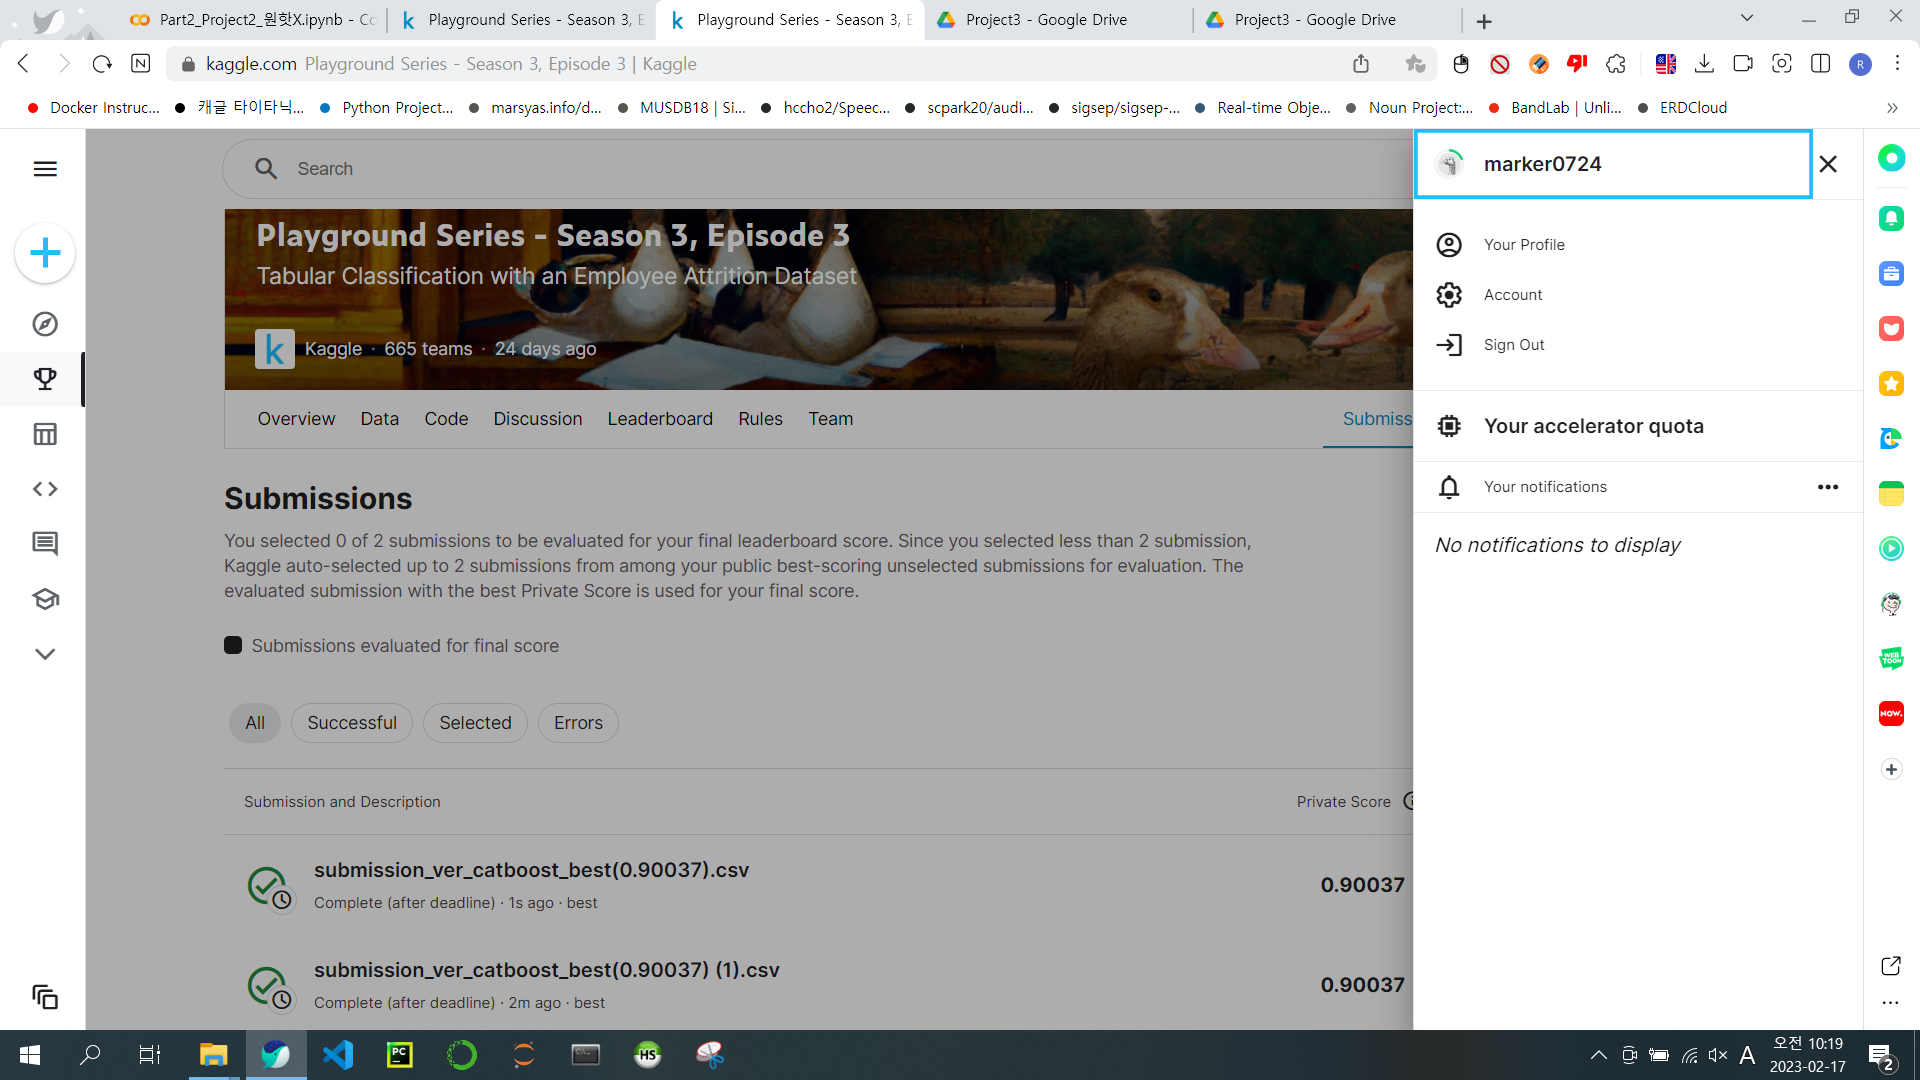 Part2_Project2_원핫X.ipynb - Co
Playground Series - Season 3, E
Playground Series - Season 3, E
Project3 - Google Drive
Project3 - Google Drive
kaggle.com Playground Series - Season 3, Episode 3 | Kaggle
R
Docker Instruc...
캐글 타이타닉...
Python Project...
marsyas.info/d...
MUSDB18 | Si...
hccho2/Speec...
scpark20/audi...
sigsep/sigsep-...
Real-time Obje...
Noun Project:...
BandLab | Unli...
ERDCloud
Search
marker0724
Your Profile
Account
Sign Out
Your accelerator quota
Your notifications
No notifications to display
Playground Series - Season 3, Episode 3
Tabular Classification with an Employee Attrition Dataset
k Kaggle · 665 teams · 24 days ago
Overview Data Code Discussion Leaderboard Rules Team Submiss
Submissions
You selected 0 of 2 submissions to be evaluated for your final leaderboard score. Since you selected less than 2 submission,
Kaggle auto-selected up to 2 submissions from among your public best-scoring unselected submissions for evaluation. The
evaluated submission with the best Private Score is used for your final score.
Submissions evaluated for final score
All Successful Selected Errors
Submission and Description Private Score
submission_ver_catboost_best(0.90037).csv
Complete (after deadline) · 1s ago · best
0.90037
submission_ver_catboost_best(0.90037) (1).csv
Complete (after deadline) · 2m ago · best
0.90037
WEB
TOON
NOW.
PC
HS
A
오전 10:19
2023-02-17
2